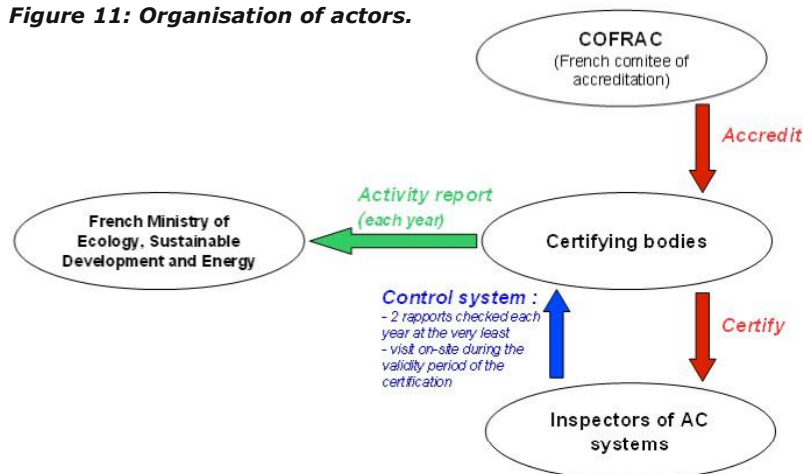 Figure 11: Organisation of actors.
COFRAC
(French comitee of
accreditation)
Accredit
Activity report
(each year)
French Ministry of
Ecology, Sustainable
Development and Energy
Certifying bodies
Control system :
- 2 rapports checked each
year at the very least
- visit on-site during the
validity period of the
certification
Certify
Inspectors of AC
systems